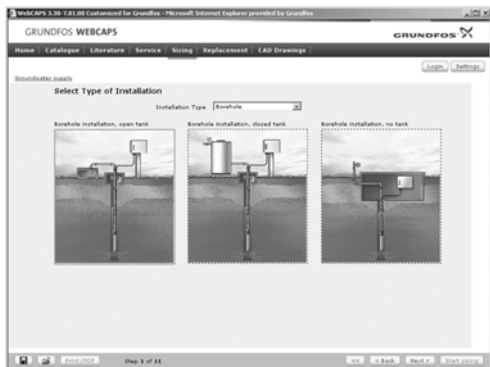 WebCAPS 3.30-7.01.00 Customized for Grundfos - Microsoft Internet Explorer provided by Grundfos
GRUNDFOS WEBCAPS
GRUNDFOS
Home Catalogue Literature Service Sizing Replacement CAD Drawings
Login Settings
Groundwater supply
Select Type of Installation
Installation Type Borehole
Borehole installation, open tank Borehole installation, closed tank Borehole installation, no tank
Print/PDF Step 1 of 11 << < Back Next > Start sizing